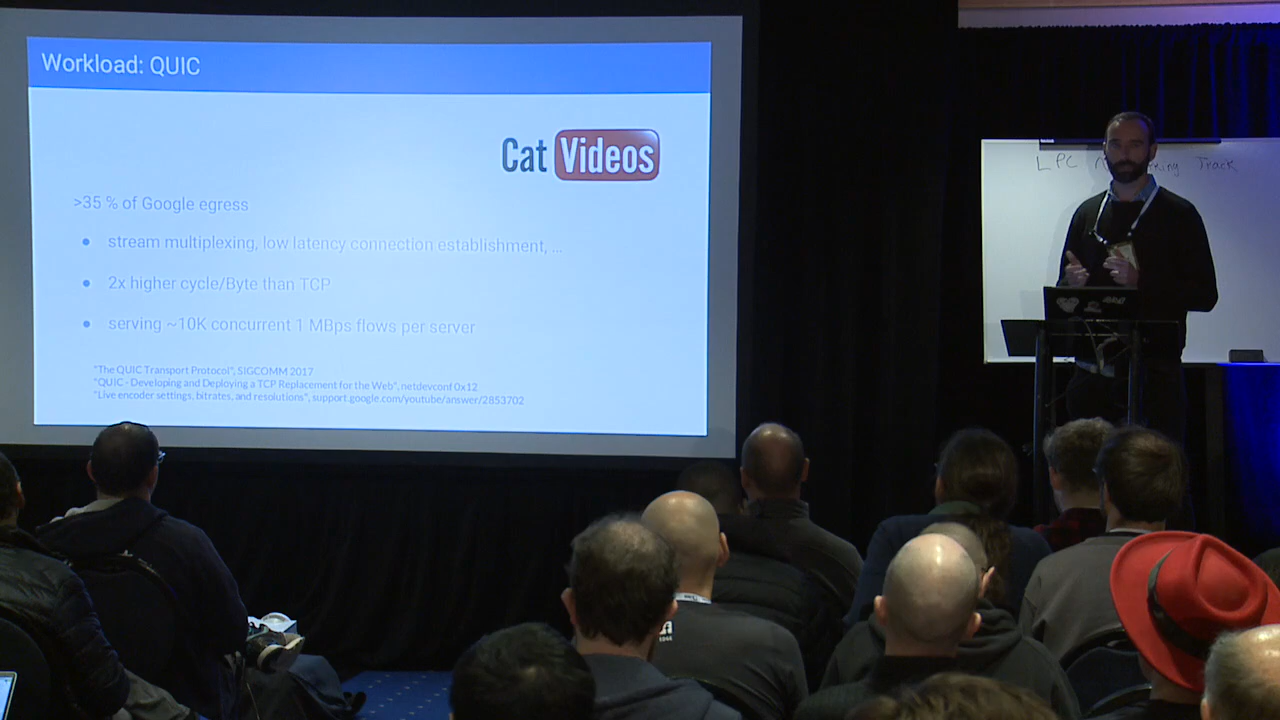 Workload: QUIC
Cat Videos
>35 % of Google egress
● stream multiplexing, low latency connection establishment, ...
● 2x higher cycle/Byte than TCP
● serving ~10K concurrent 1 MBps flows per server
"The QUIC Transport Protocol", SIGCOMM 2017
"QUIC - Developing and Deploying a TCP Replacement for the Web", netdevconf 0x12
"Live encoder settings, bitrates, and resolutions", support.google.com/youtube/answer/2853702
LPC Track